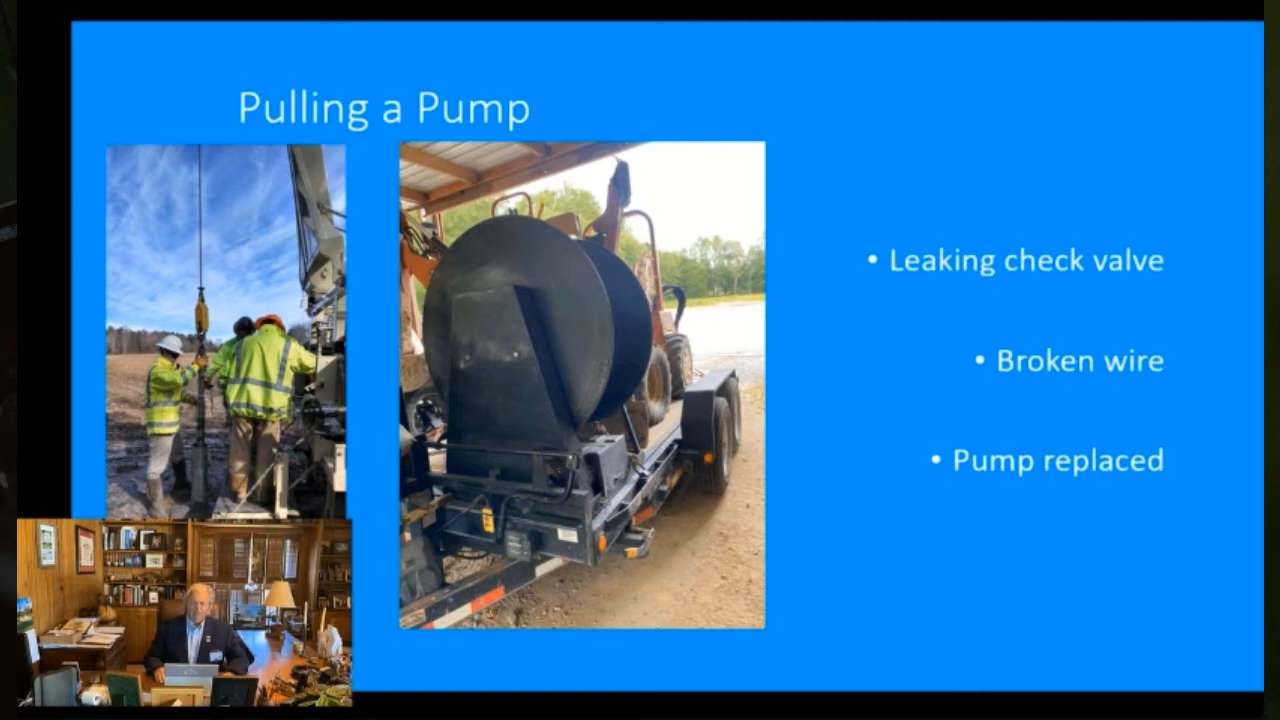 Pulling a Pump
• Leaking check valve
• Broken wire
• Pump replaced